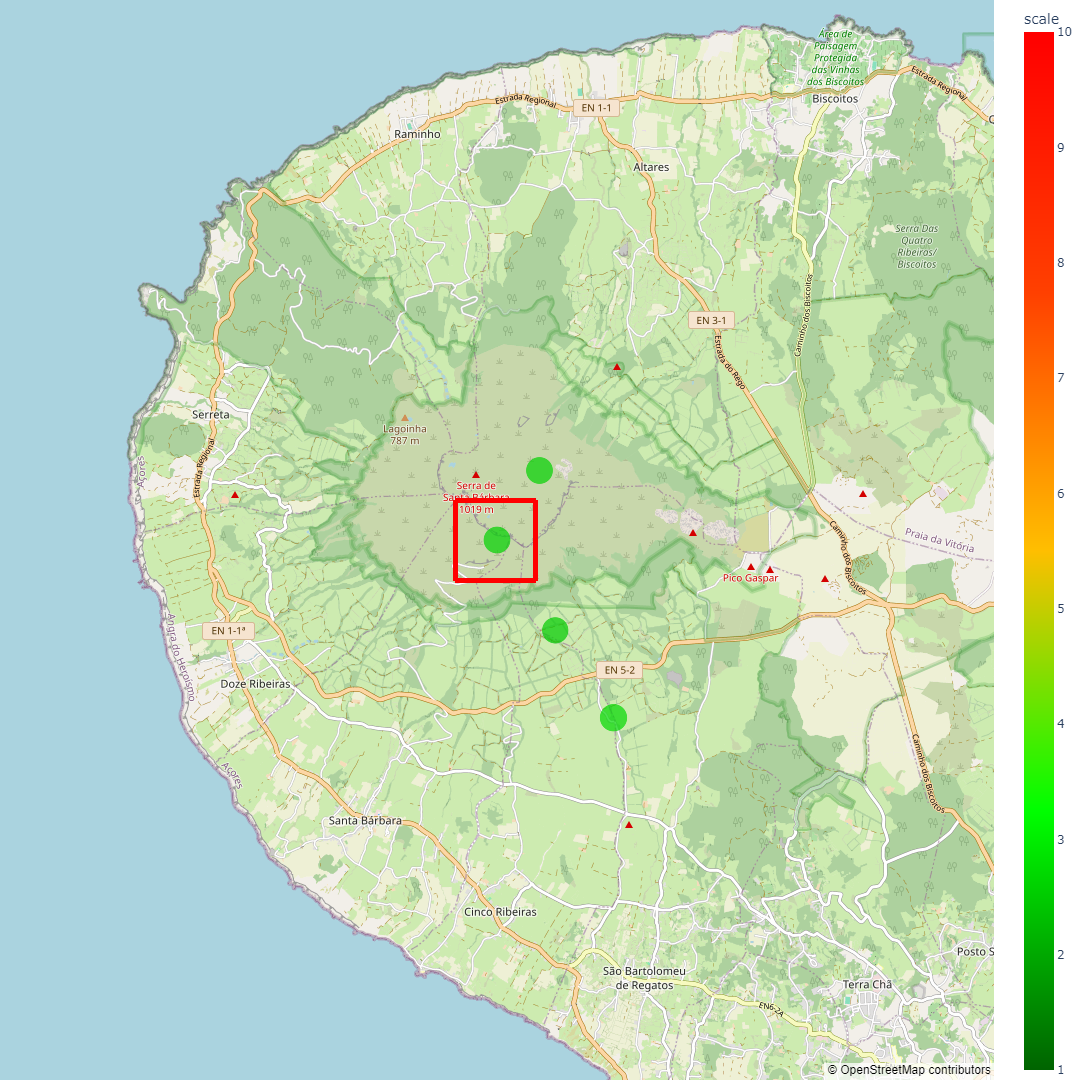 scale
10
9
8
7
6
5
4
3
2
1
Área de
Paisagem
Protegida
das Vinhas
dos Biscoitos
Biscoitos
Estrada Regional
Estrada Regional
EN 1-1
Raminho
Altares
Serra Das
Quatro
Ribeiras/
Biscoitos
Caminho dos Biscoitos
EN 3-1
Estrada do Rego
Serreta
Lagoinha
787 m
Estrada Regional
Açores
Serra de
Santa Bárbara
1019 m
Praia da Vitória
Caminho dos Biscoitos
Pico Gaspar
EN 1-1ª
Angra do Heroísmo
EN 5-2
Doze Ribeiras
Açores
Caminho dos Biscoitos
Santa Bárbara
Cinco Ribeiras
Posto S
São Bartolomeu
de Regatos
Terra Chã
EN6-2A
© OpenStreetMap contributors